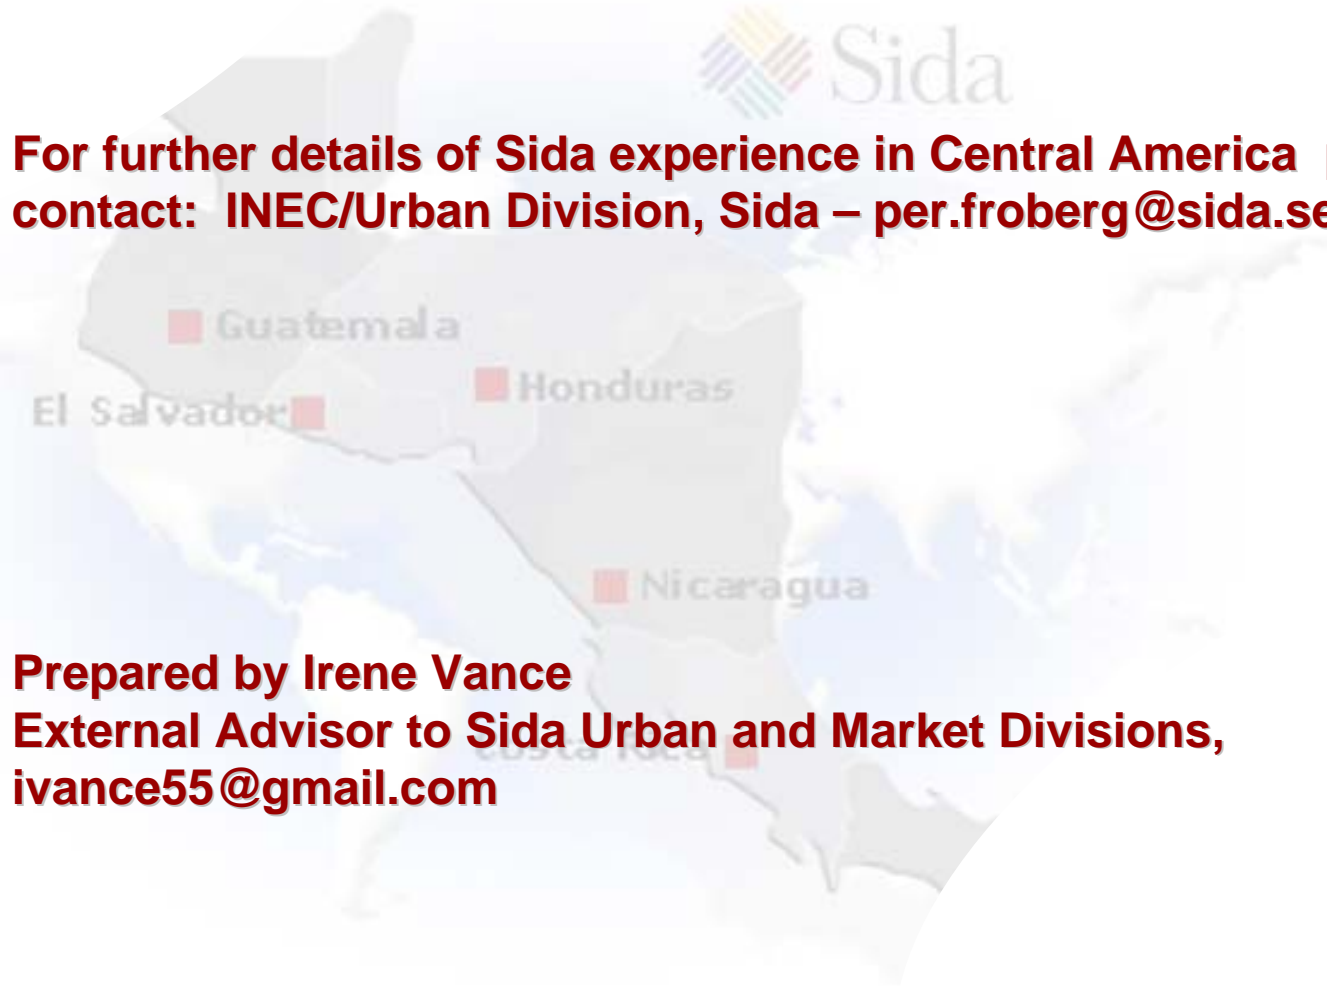 Sida
For further details of Sida experience in Central America
contact: INEC/Urban Division, Sida – per.froberg@sida.se
Guatemala
Honduras
El Salvador
Nicaragua
Prepared by Irene Vance
External Advisor to Sida Urban and Market Divisions,
Costa Rica
ivance55@gmail.com